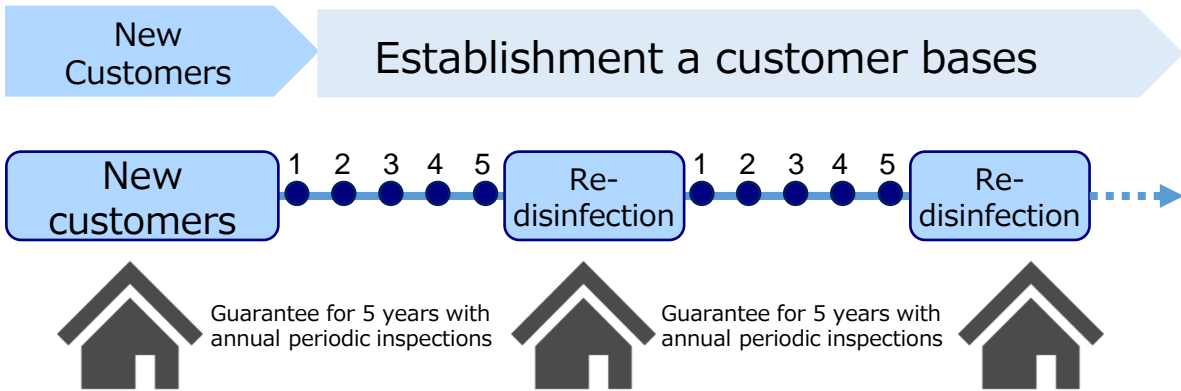 New
Customers
Establishment a customer bases
New
customers
1 2 3 4 5
Re-
disinfection
1 2 3 4 5
Re-
disinfection
Guarantee for 5 years with
annual periodic inspections
Guarantee for 5 years with
annual periodic inspections